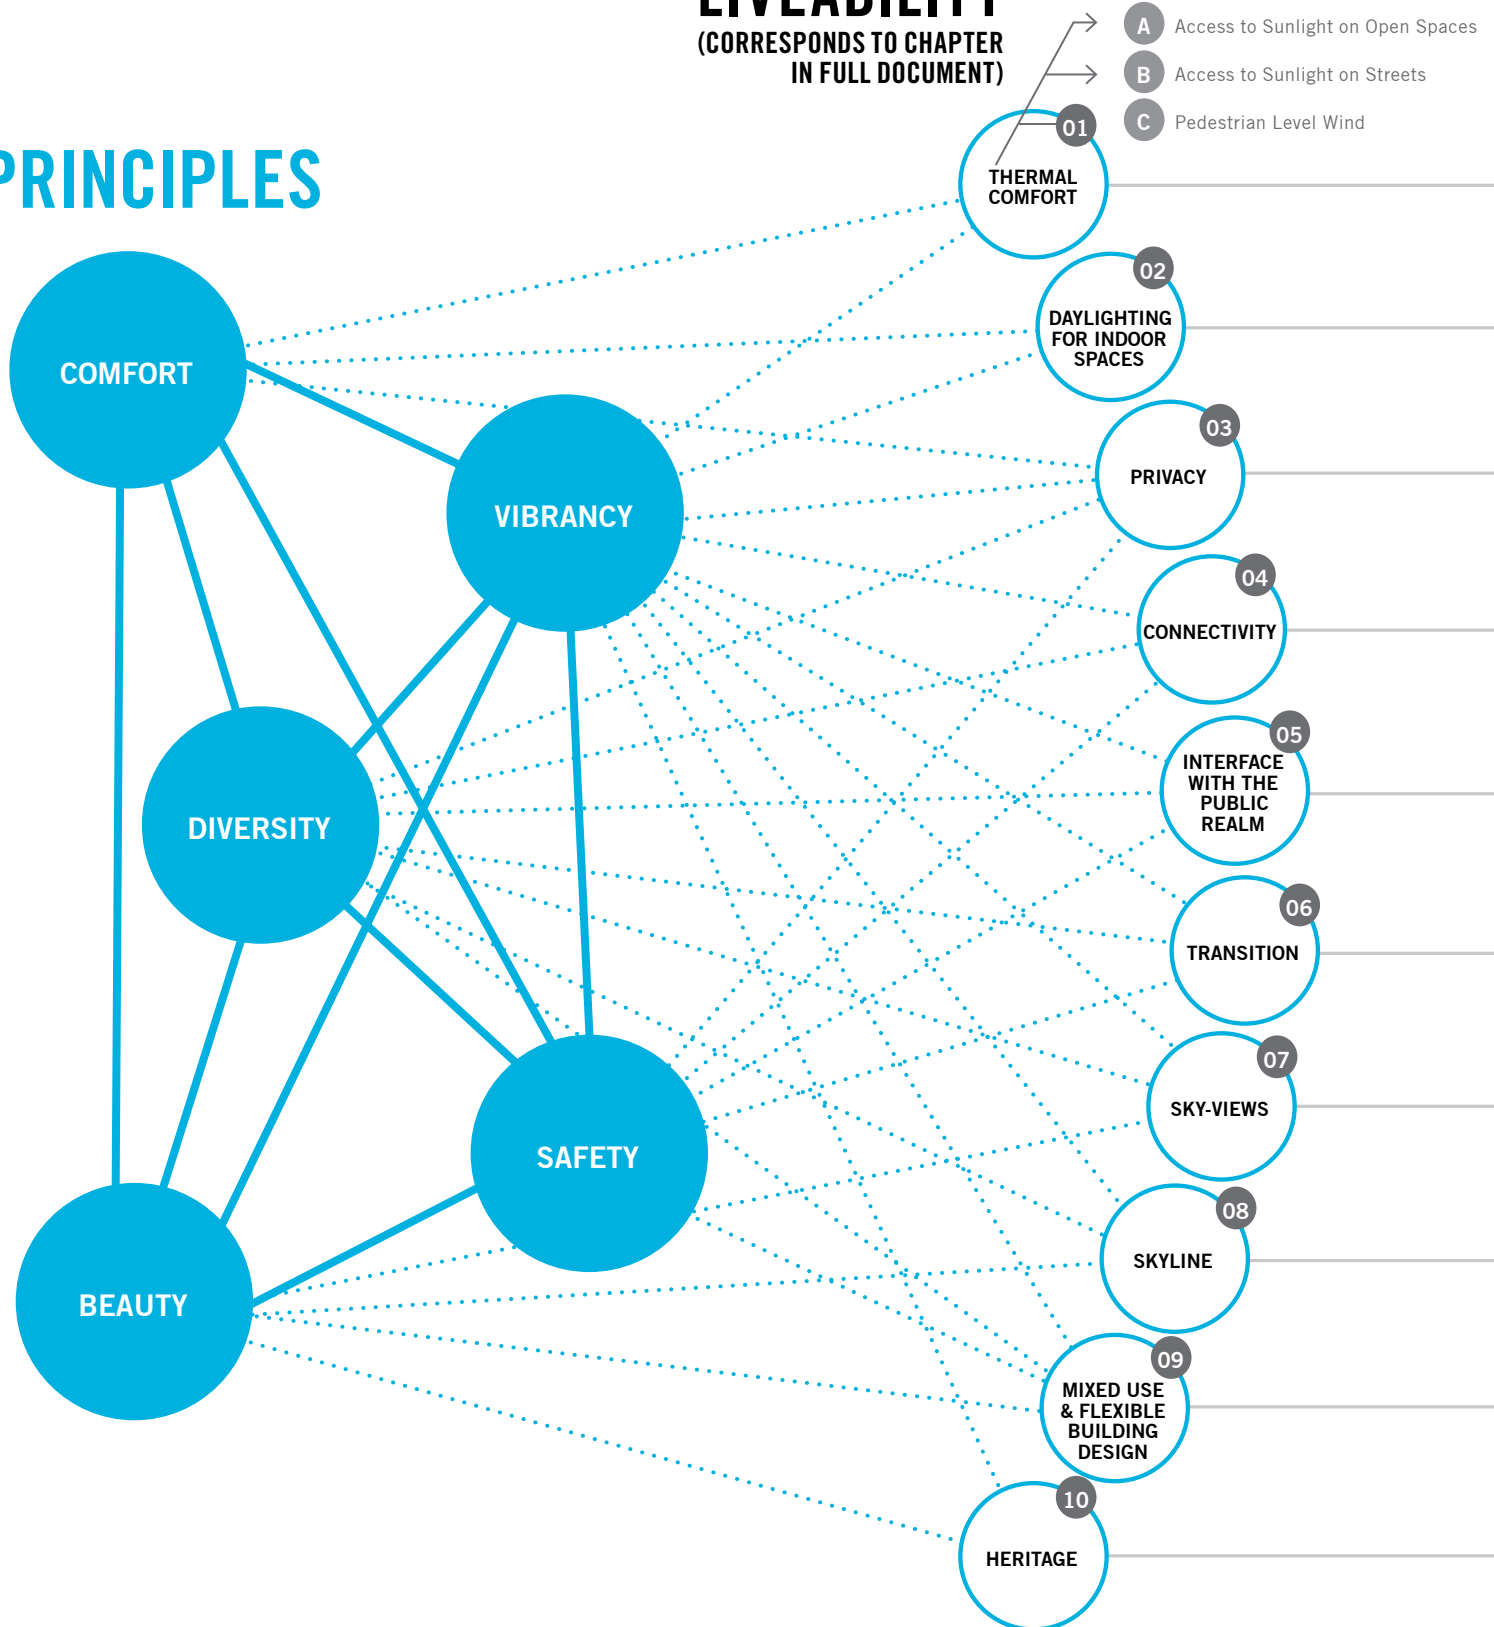 LIVEABILITY
(CORRESPONDS TO CHAPTER
IN FULL DOCUMENT)
A Access to Sunlight on Open Spaces
B Access to Sunlight on Streets
C Pedestrian Level Wind
PRINCIPLES
COMFORT
VIBRANCY
DIVERSITY
SAFETY
BEAUTY
01
THERMAL
COMFORT
02
DAYLIGHTING
FOR INDOOR
SPACES
03
PRIVACY
04
CONNECTIVITY
05
INTERFACE
WITH THE
PUBLIC
REALM
06
TRANSITION
07
SKY-VIEWS
08
SKYLINE
09
MIXED USE
& FLEXIBLE
BUILDING
DESIGN
10
HERITAGE